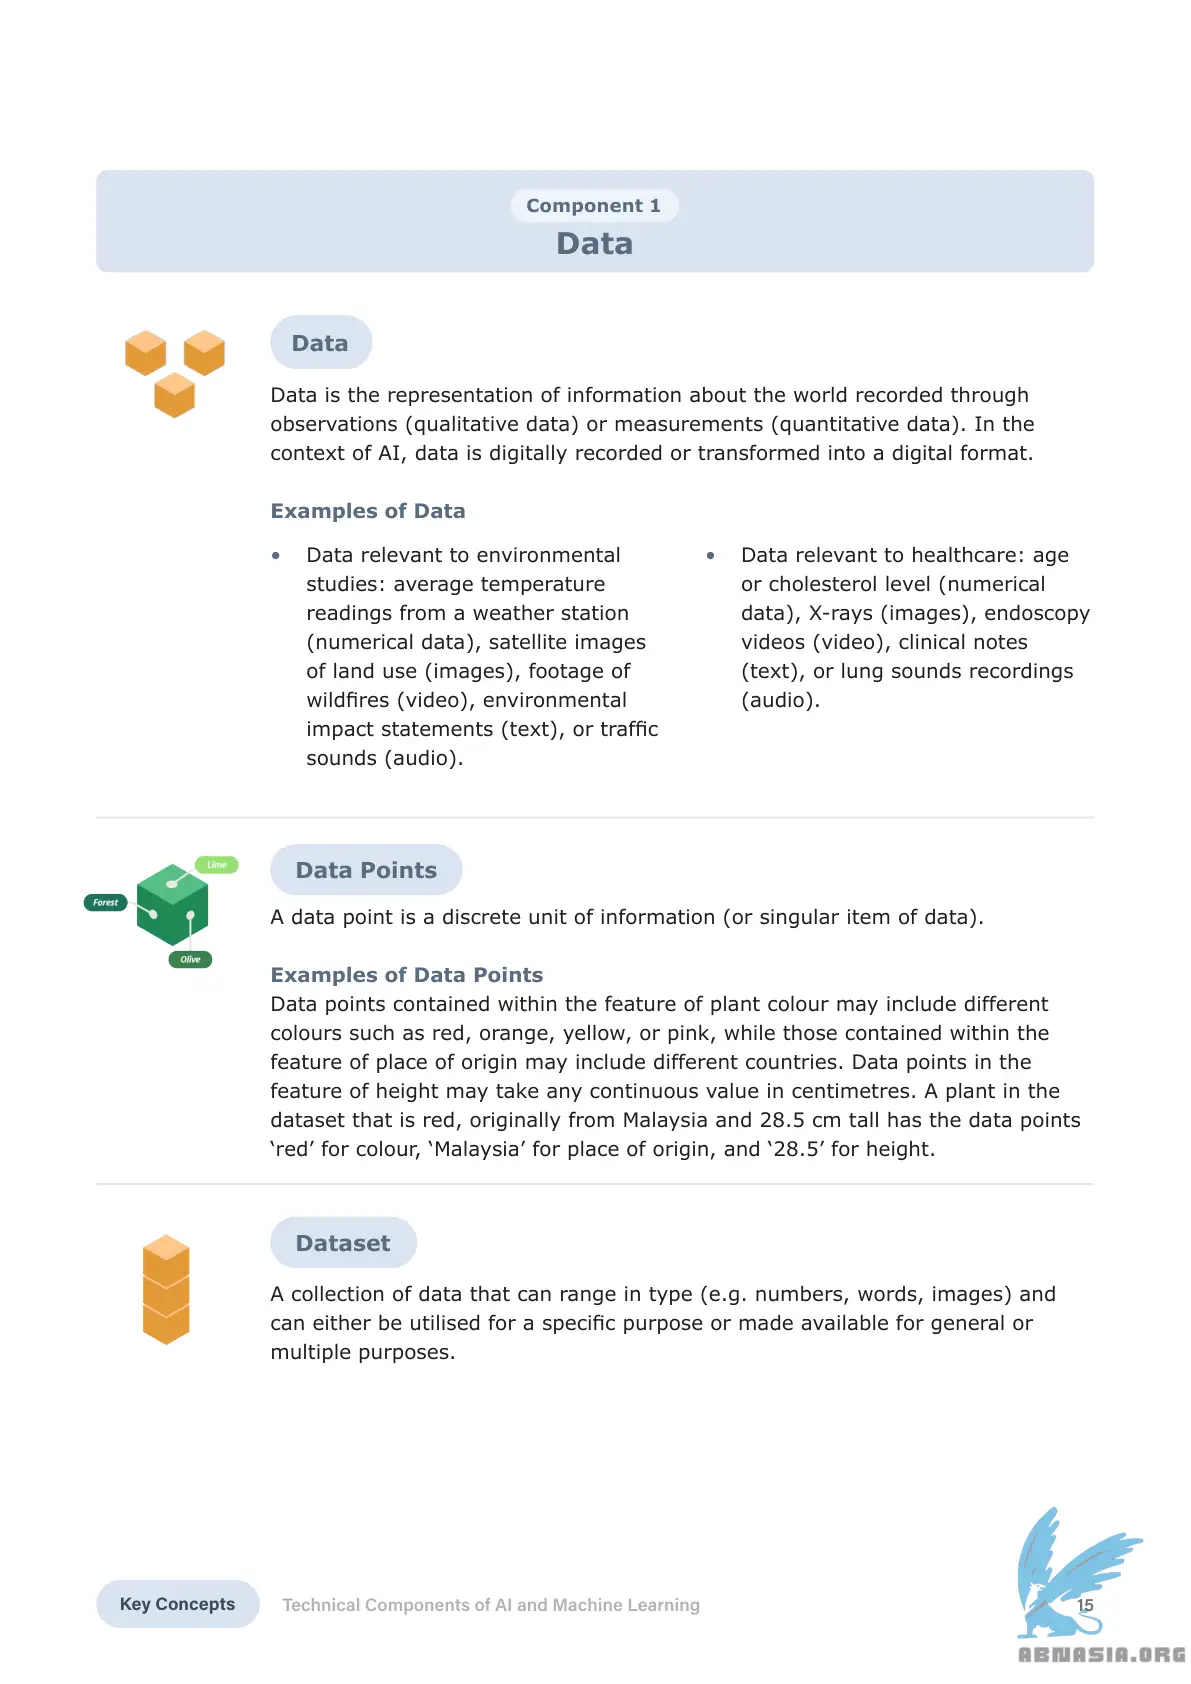 Component 1
Data
Data
Data is the representation of information about the world recorded through
observations (qualitative data) or measurements (quantitative data). In the
context of AI, data is digitally recorded or transformed into a digital format.
Examples of Data
• Data relevant to environmental
studies: average temperature
readings from a weather station
(numerical data), satellite images
of land use (images), footage of
wildfires (video), environmental
impact statements (text), or traffic
sounds (audio).
• Data relevant to healthcare: age
or cholesterol level (numerical
data), X-rays (images), endoscopy
videos (video), clinical notes
(text), or lung sounds recordings
(audio).
Lime
Forest
Olive
Data Points
A data point is a discrete unit of information (or singular item of data).
Examples of Data Points
Data points contained within the feature of plant colour may include different
colours such as red, orange, yellow, or pink, while those contained within the
feature of place of origin may include different countries. Data points in the
feature of height may take any continuous value in centimetres. A plant in the
dataset that is red, originally from Malaysia and 28.5 cm tall has the data points
‘red’ for colour, ‘Malaysia’ for place of origin, and ‘28.5’ for height.
Dataset
A collection of data that can range in type (e.g. numbers, words, images) and
can either be utilised for a specific purpose or made available for general or
multiple purposes.
Key Concepts
Technical Components of AI and Machine Learning
15
ABNASIA.ORG